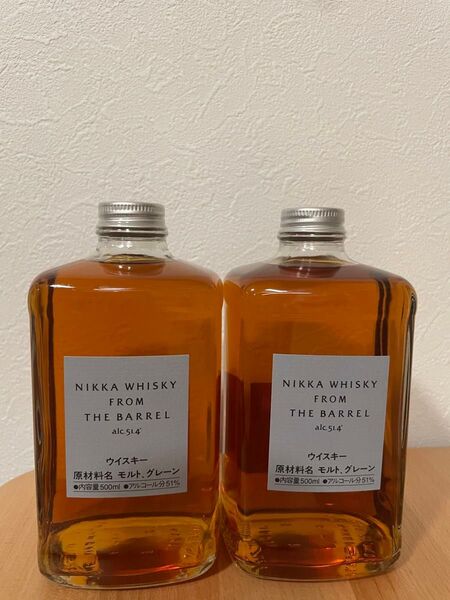 NIKKA WHISKY
FROM
THE BARREL
alc.51.4°
ウイスキー
原材料名 モルト、グレーン
●内容量500ml ●アルコール分51%
NIKKA WHISKY
FROM
THE BARREL
alc.51.4°
ウイスキー
原材料名 モルト、グレーン
●内容量500ml ●アルコール分51%